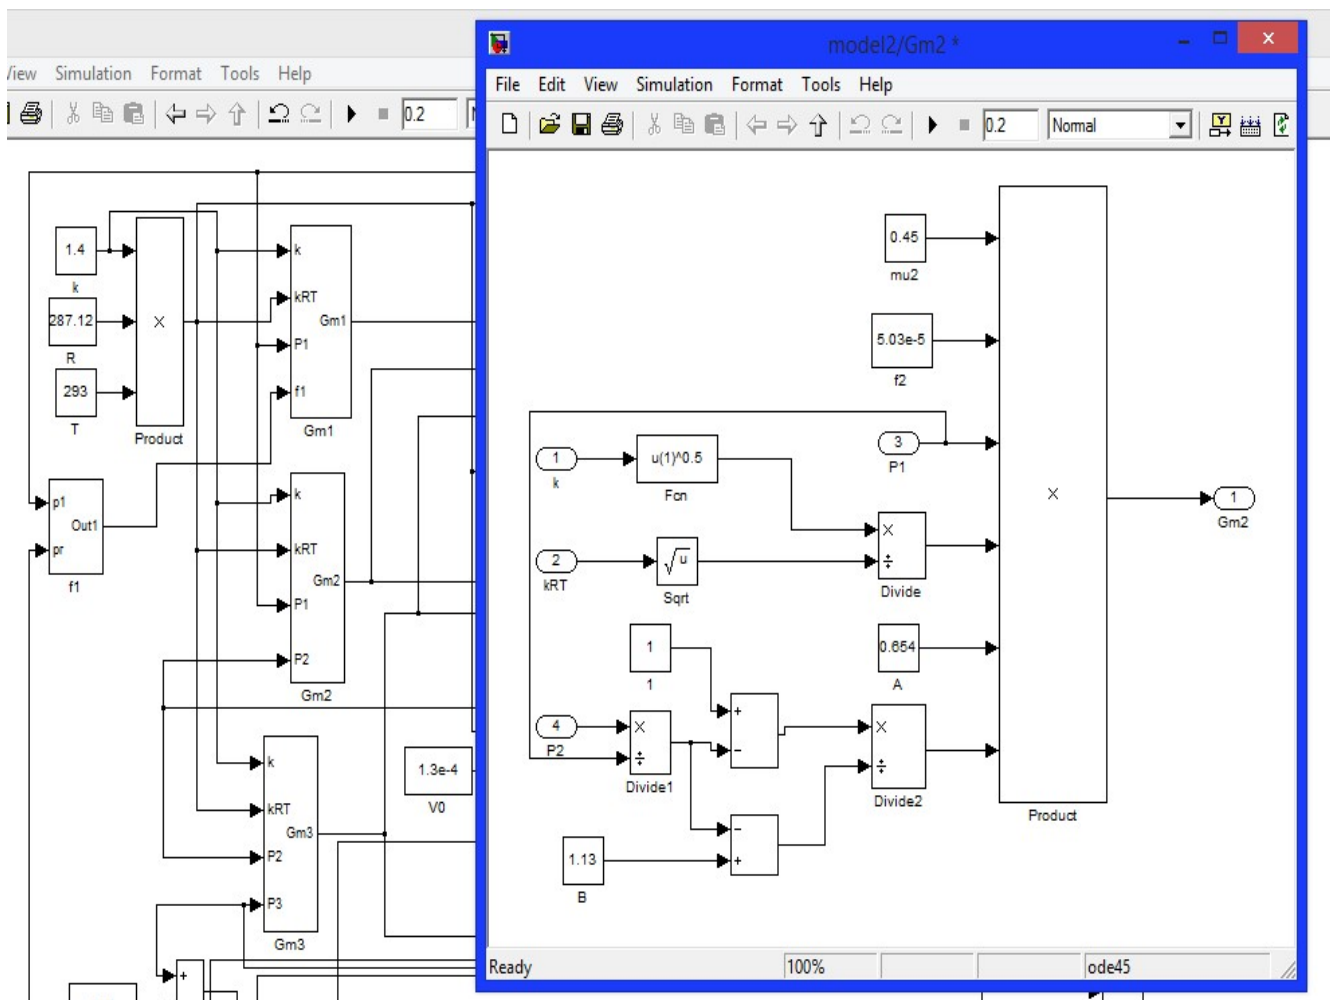 View Simulation Format Tools Help
0.2
1.4
k
287.12
R
293
T
×
Product
k
kRT
P1
f1
Gm1
Gm1
p1
pr
Out1
f1
k
kRT
P1
P2
Gm2
Gm2
k
kRT
P2
P3
Gm3
Gm3
1.3e-4
V0
+
model2/Gm2 *
File Edit View Simulation Format Tools Help
0.2 Normal
0.45
mu2
5.03e-5
f2
3
P1
1
k
u(1)^0.5
Fcn
2
kRT
√u
Sqrt
×
÷
Divide
1
1
0.654
A
4
P2
×
÷
Divide1
+
-
×
÷
Divide2
-
+
1.13
B
×
Product
1
Gm2
Ready 100% ode45